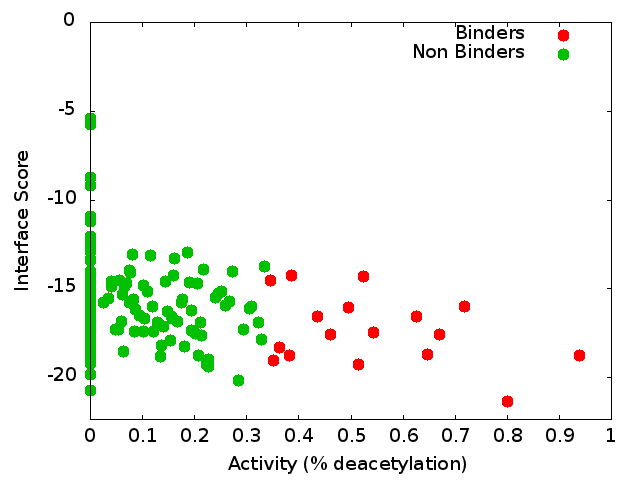 0
Binders
Non Binders
-5
-10
-15
-20
Interface Score
0 0.1 0.2 0.3 0.4 0.5 0.6 0.7 0.8 0.9 1
Activity (% deacetylation)